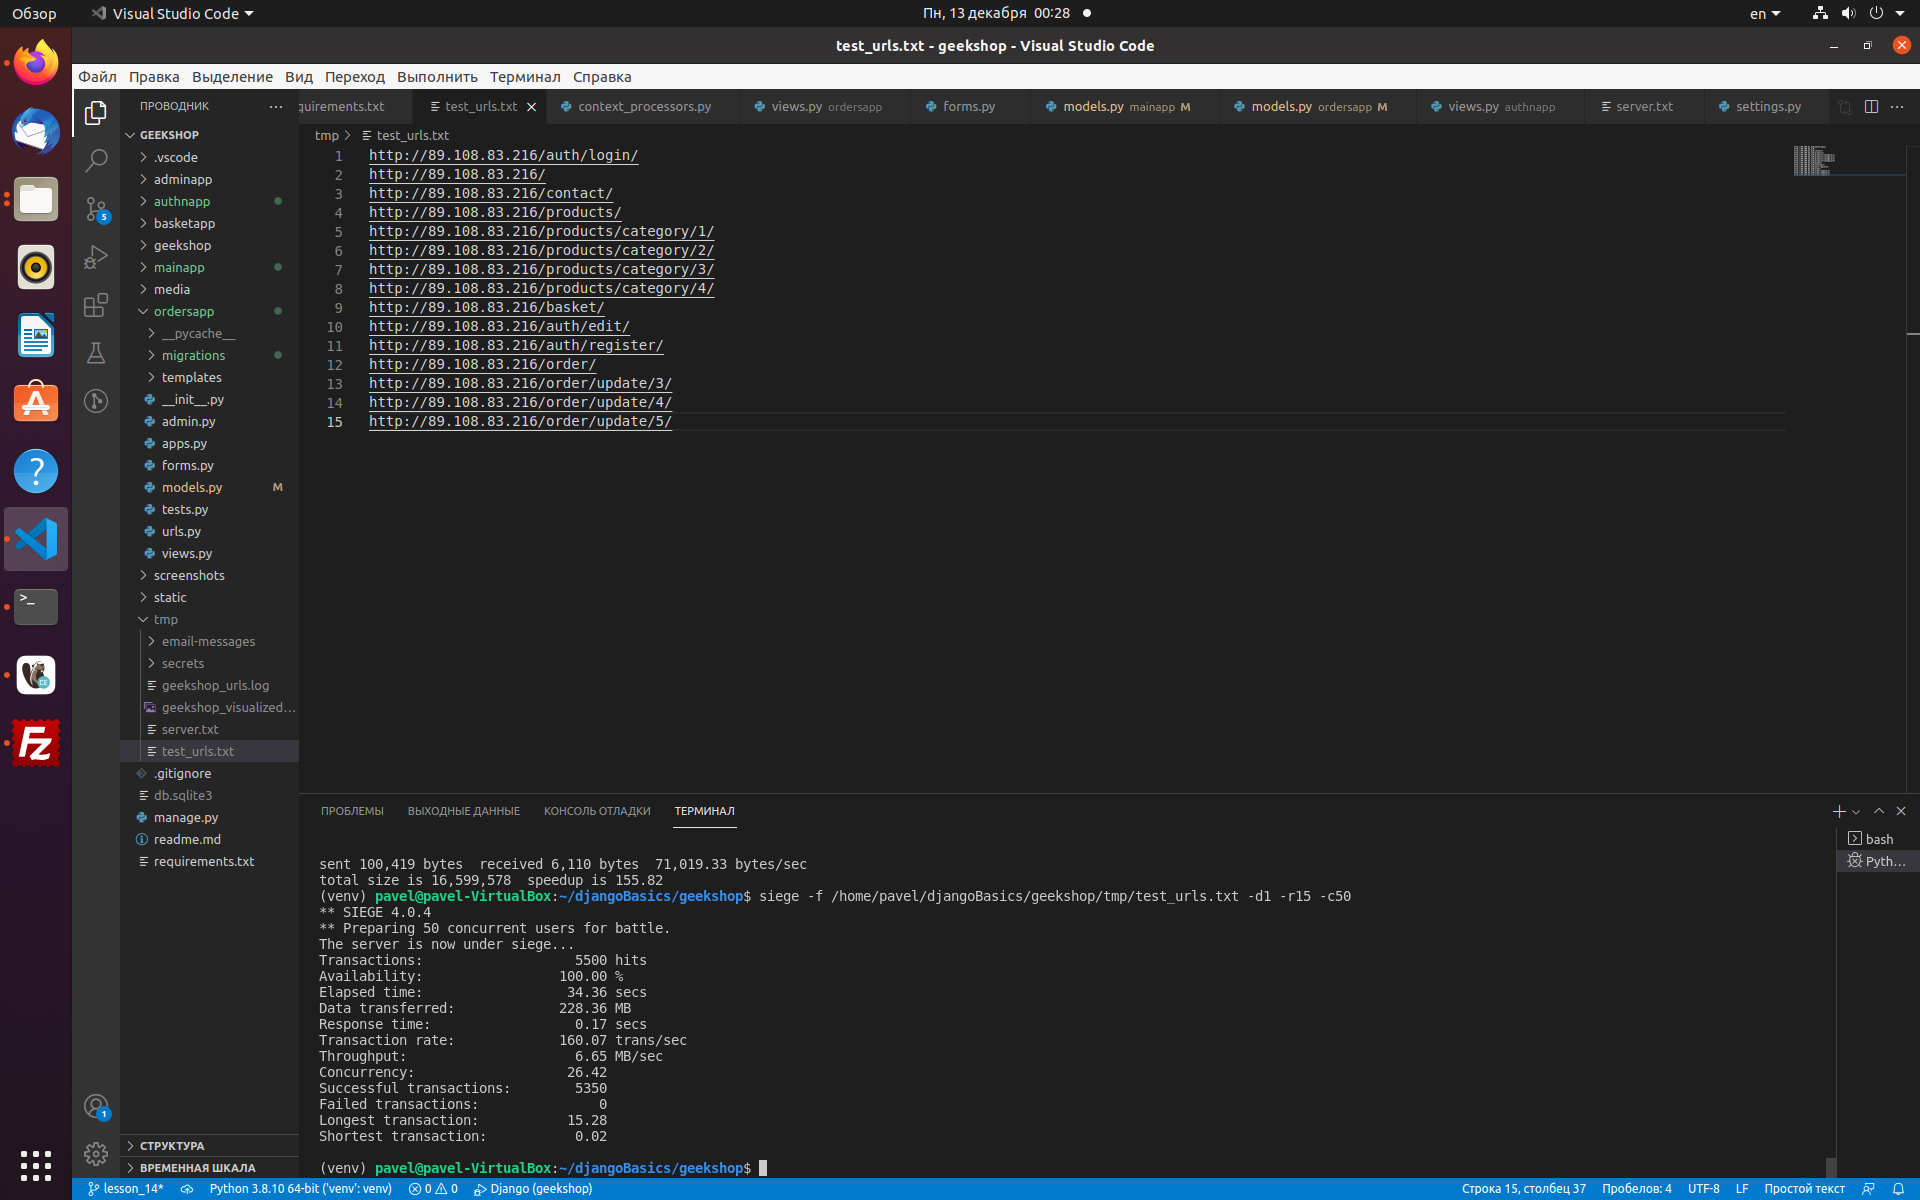 Обзор
Visual Studio Code
Пн, 13 декабря 00:28
en
test_urls.txt - geekshop - Visual Studio Code
Файл Правка Выделение Вид Переход Выполнить Терминал Справка
ПРОВОДНИК
quirements.txt test_urls.txt context_processors.py views.py ordersapp forms.py models.py mainapp M models.py ordersapp M views.py authnapp server.txt settings.py
tmp > test_urls.txt
GEEKSHOP
.vscode
adminapp
authnapp
basketapp
geekshop
mainapp
media
ordersapp
__pycache__
migrations
templates
__init__.py
admin.py
apps.py
forms.py
models.py M
tests.py
urls.py
views.py
screenshots
static
tmp
email-messages
secrets
geekshop_urls.log
geekshop_visualized...
server.txt
test_urls.txt
.gitignore
db.sqlite3
manage.py
readme.md
requirements.txt
СТРУКТУРА
ВРЕМЕННАЯ ШКАЛА
5
1
1 http://89.108.83.216/auth/login/
2 http://89.108.83.216/
3 http://89.108.83.216/contact/
4 http://89.108.83.216/products/
5 http://89.108.83.216/products/category/1/
6 http://89.108.83.216/products/category/2/
7 http://89.108.83.216/products/category/3/
8 http://89.108.83.216/products/category/4/
9 http://89.108.83.216/basket/
10 http://89.108.83.216/auth/edit/
11 http://89.108.83.216/auth/register/
12 http://89.108.83.216/order/
13 http://89.108.83.216/order/update/3/
14 http://89.108.83.216/order/update/4/
15 http://89.108.83.216/order/update/5/
ПРОБЛЕМЫ ВЫХОДНЫЕ ДАННЫЕ КОНСОЛЬ ОТЛАДКИ ТЕРМИНАЛ
bash
Pyth...
sent 100,419 bytes  received 6,110 bytes  71,019.33 bytes/sec
total size is 16,599,578  speedup is 155.82
(venv) pavel@pavel-VirtualBox:~/djangoBasics/geekshop$ siege -f /home/pavel/djangoBasics/geekshop/tmp/test_urls.txt -d1 -r15 -c50
** SIEGE 4.0.4
** Preparing 50 concurrent users for battle.
The server is now under siege...
Transactions: 5500 hits
Availability: 100.00 %
Elapsed time: 34.36 secs
Data transferred: 228.36 MB
Response time: 0.17 secs
Transaction rate: 160.07 trans/sec
Throughput: 6.65 MB/sec
Concurrency: 26.42
Successful transactions: 5350
Failed transactions: 0
Longest transaction: 15.28
Shortest transaction: 0.02
(venv) pavel@pavel-VirtualBox:~/djangoBasics/geekshop$
lesson_14* Python 3.8.10 64-bit ('venv': venv) 0 0 Django (geekshop)
Строка 15, столбец 37 Пробелов: 4 UTF-8 LF Простой текст